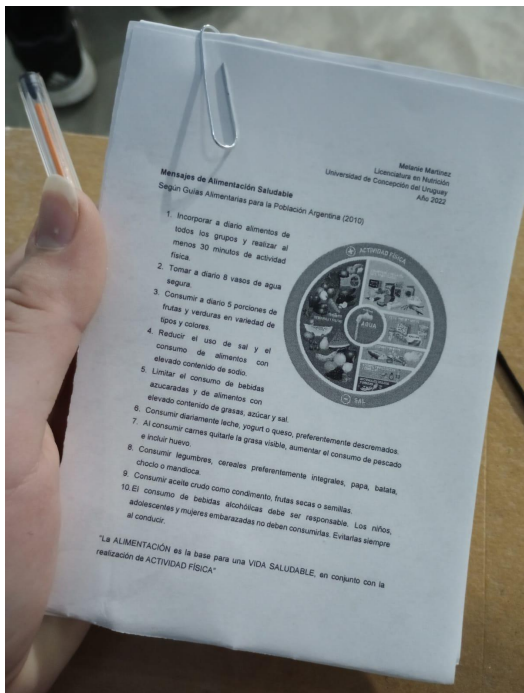 Melanie Martinez
Licenciatura en Nutrición
Universidad de Concepción del Uruguay
Año 2022
Mensajes de Alimentación Saludable
Según Guías Alimentarias para la Población Argentina (2010)
1. Incorporar a diario alimentos de
todos los grupos y realizar al
menos 30 minutos de actividad
física.
2. Tomar a diario 8 vasos de agua
segura.
3. Consumir a diario 5 porciones de
frutas y verduras en variedad de
tipos y colores.
4. Reducir el uso de sal y el
consumo de alimentos con
elevado contenido de sodio.
5. Limitar el consumo de bebidas
azucaradas y de alimentos con
elevado contenido de grasas, azúcar y sal.
ACTIVIDAD FÍSICA
AGUA
SAL
6. Consumir diariamente leche, yogurt o queso, preferentemente descremados.
7. Al consumir carnes quitarle la grasa visible, aumentar el consumo de pescado
e incluir huevo.
8. Consumir legumbres, cereales preferentemente integrales, papa, batata,
choclo o mandioca.
9. Consumir aceite crudo como condimento, frutas secas o semillas.
10. El consumo de bebidas alcohólicas debe ser responsable. Los niños,
adolescentes y mujeres embarazadas no deben consumirlas. Evitarlas siempre
al conducir.
"La ALIMENTACIÓN es la base para una VIDA SALUDABLE, en conjunto con la
realización de ACTIVIDAD FÍSICA"